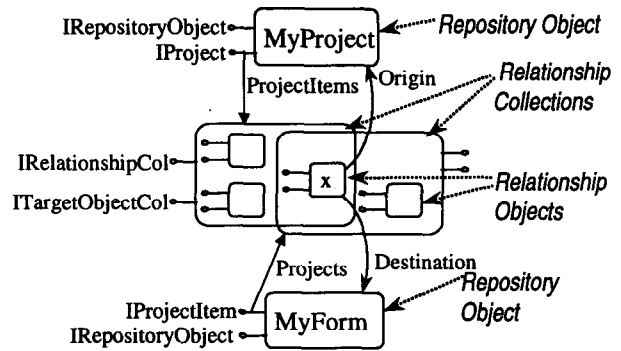 IRepositoryObject
MyProject
Repository Object
IProject
ProjectItems
Origin
Relationship
Collections
IRelationshipCol
x
ITargetObjectCol
Relationship
Objects
Projects
Destination
Repository
Object
IProjectItem
MyForm
IRepositoryObject